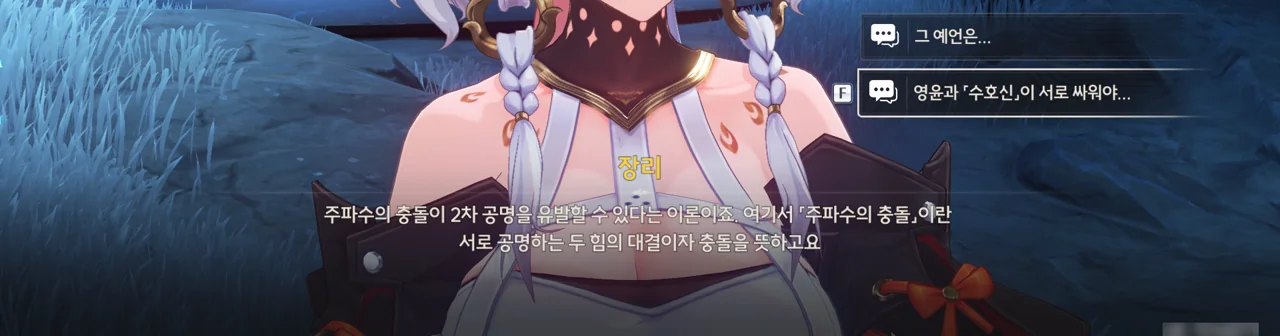 그 예언은...
F
영윤과 「수호신」이 서로 싸워야...
장리
주파수의 충돌이 2차 공명을 유발할 수 있다는 이론이죠. 여기서 「주파수의 충돌」이란
서로 공명하는 두 힘의 대결이자 충돌을 뜻하고요